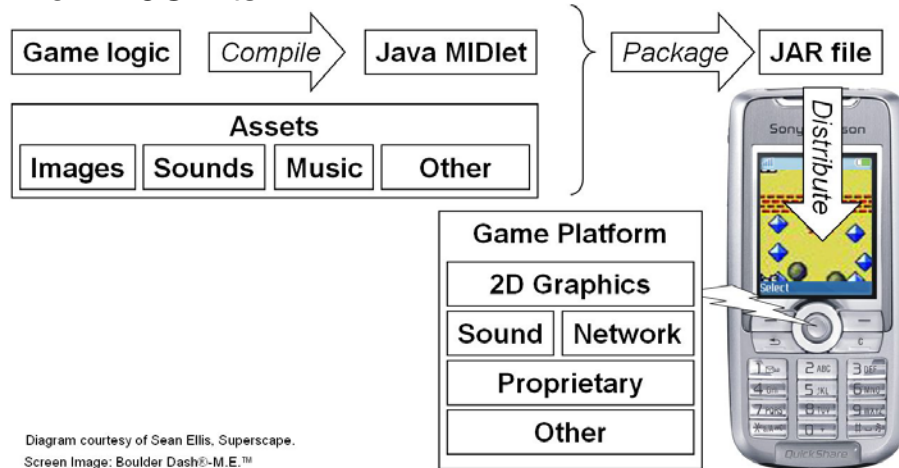 Game logic
Compile
Java MIDlet
Package
JAR file
Assets
Images
Sounds
Music
Other
Distribute
Game Platform
2D Graphics
Sound
Network
Proprietary
Other
Select
QuickShare
Diagram courtesy of Sean Ellis, Superscape.
Screen Image: Boulder Dash®-M.E.™